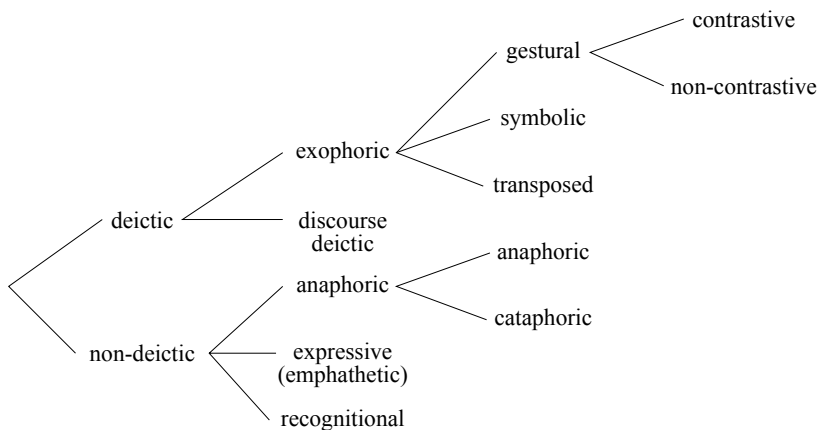 contrastive
gestural
non-contrastive
symbolic
exophoric
transposed
deictic
discourse
deictic
anaphoric
anaphoric
cataphoric
non-deictic
expressive
(emphathetic)
recognitional